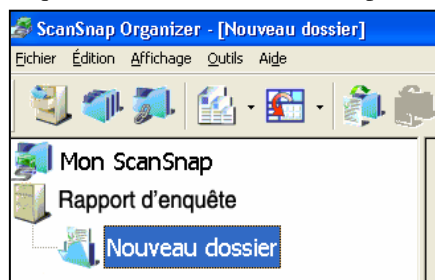 ScanSnap Organizer - [Nouveau dossier]
Fichier Édition Affichage Outils Aide
Mon ScanSnap
Rapport d'enquête
Nouveau dossier